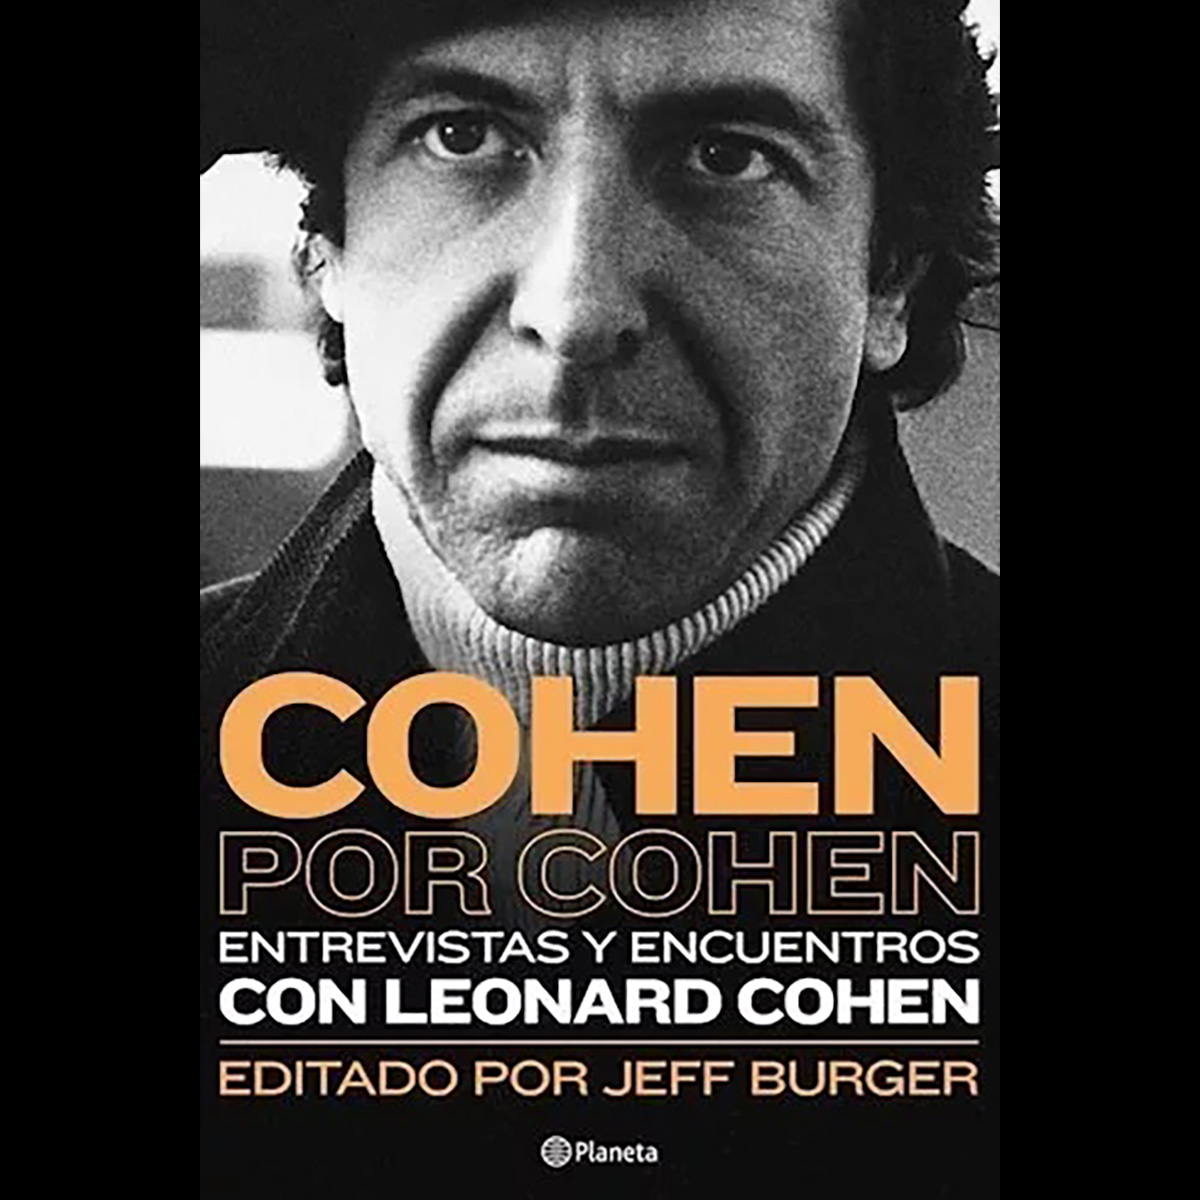 COHEN
POR COHEN
ENTREVISTAS Y ENCUENTROS
CON LEONARD COHEN
EDITADO POR JEFF BURGER
Planeta